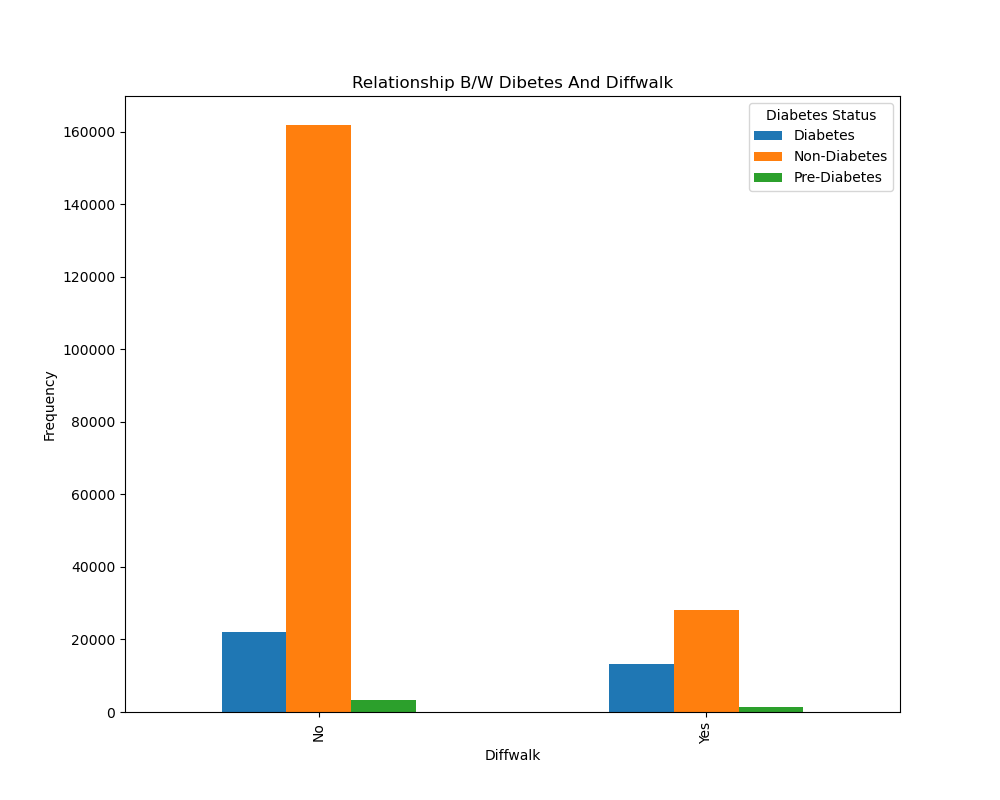 Relationship B/W Dibetes And Diffwalk
Diabetes Status
Diabetes
Non-Diabetes
Pre-Diabetes
160000
140000
120000
100000
80000
60000
40000
20000
0
Frequency
No
Yes
Diffwalk